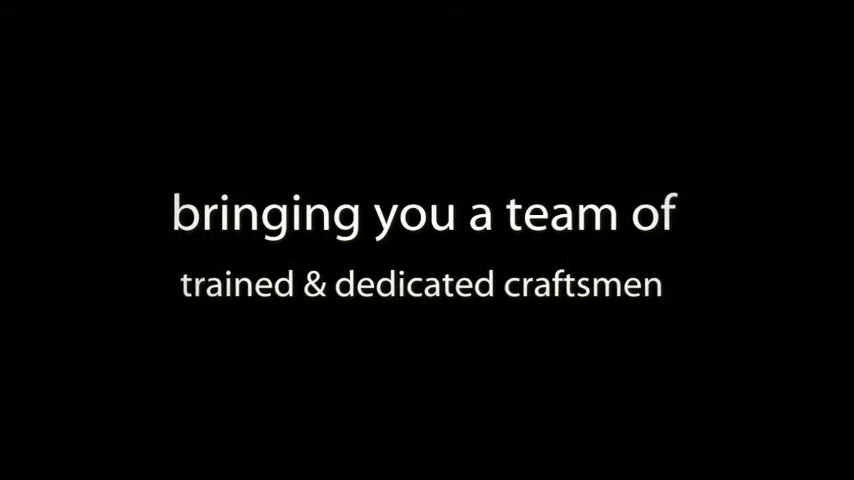 bringing you a team of
trained & dedicated craftsmen